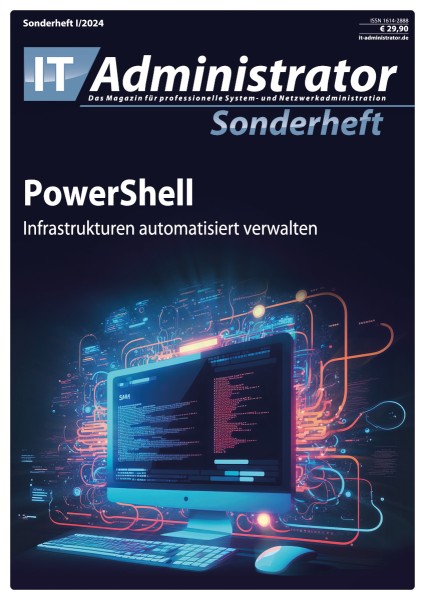 Sonderheft I/2024
ISSN 1614-2888
€ 29,90
it-administrator.de
IT Administrator
Das Magazin für professionelle System- und Netzwerkadministration
Sonderheft
PowerShell
Infrastrukturen automatisiert verwalten